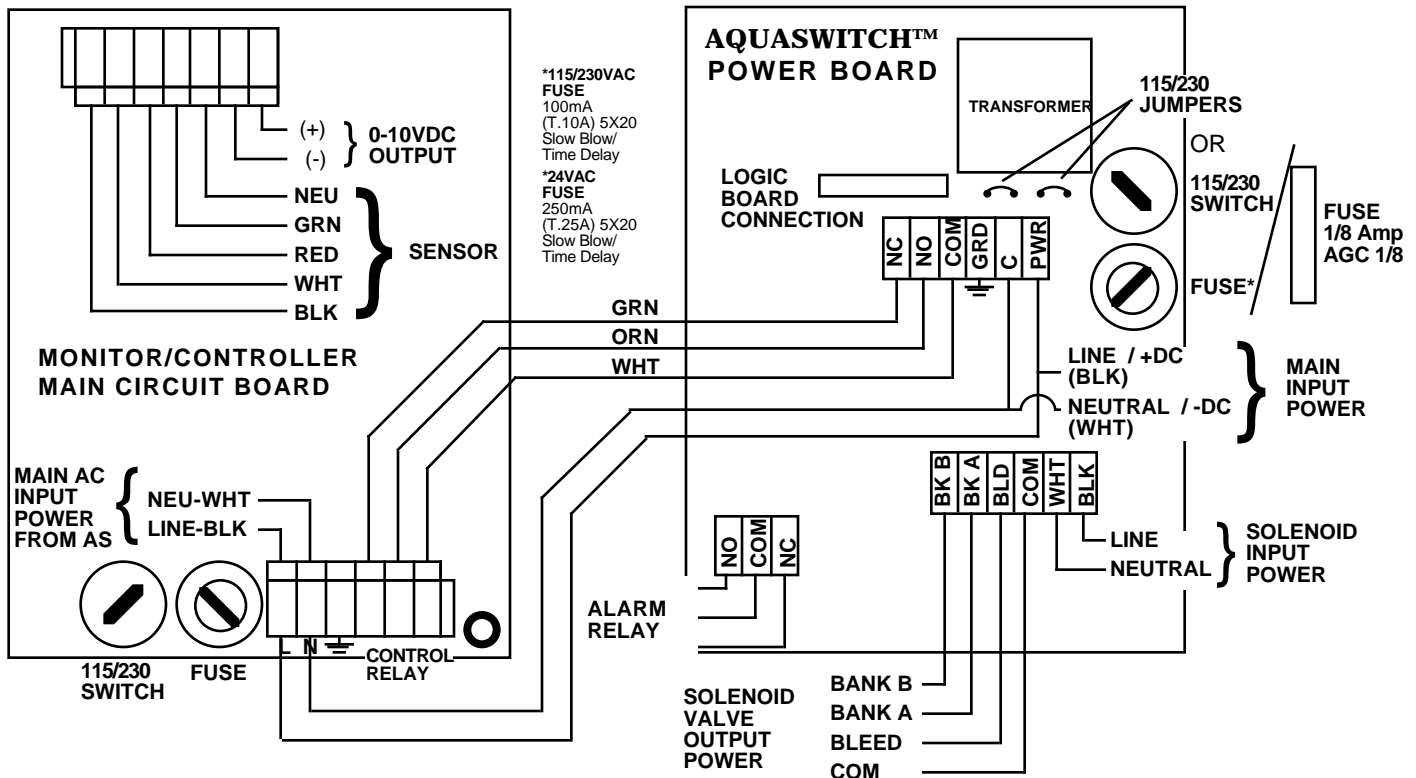 (+)
(-)
0-10VDC
OUTPUT
NEU
GRN
RED
WHT
BLK
SENSOR
MONITOR/CONTROLLER
MAIN CIRCUIT BOARD
MAIN AC
INPUT
POWER
FROM AS
NEU-WHT
LINE-BLK
L N
CONTROL
RELAY
115/230
SWITCH
FUSE
*115/230VAC
FUSE
100mA
(T.10A) 5X20
Slow Blow/
Time Delay
*24VAC
FUSE
250mA
(T.25A) 5X20
Slow Blow/
Time Delay
GRN
ORN
WHT
AQUASWITCH™
POWER BOARD
TRANSFORMER
115/230
JUMPERS
OR
115/230
SWITCH
FUSE*
FUSE
1/8 Amp
AGC 1/8
LOGIC
BOARD
CONNECTION
NC
NO
COM
GRD
C
PWR
LINE / +DC
(BLK)
NEUTRAL / -DC
(WHT)
MAIN
INPUT
POWER
BK B
BK A
BLD
COM
WHT
BLK
LINE
NEUTRAL
SOLENOID
INPUT
POWER
NO
COM
NC
ALARM
RELAY
SOLENOID
VALVE
OUTPUT
POWER
BANK B
BANK A
BLEED
COM